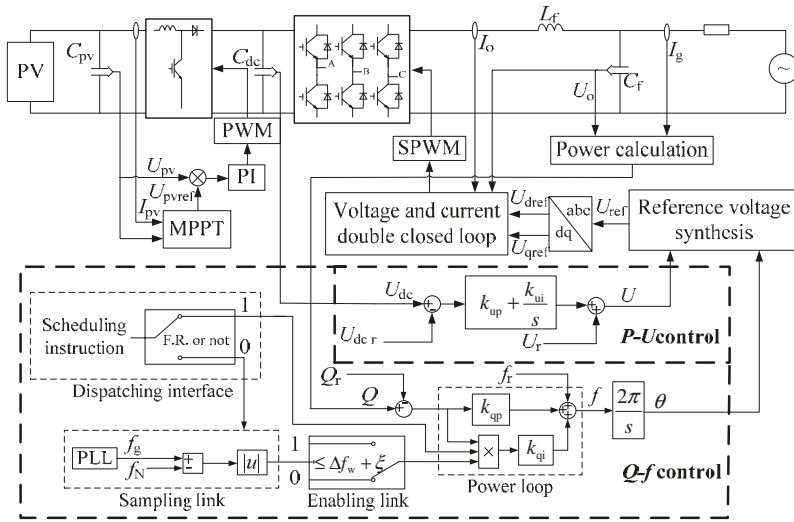 PV
C_pv
C_dc
A
B
C
I_o
L_f
I_g
C_f
U_o
~
PWM
SPWM
Power calculation
U_pv
U_pvref
PI
I_pv
MPPT
Voltage and current
double closed loop
U_dref
U_qref
abc
dq
U_ref
Reference voltage
synthesis
U_dc
U_dc r
k_up + k_ui/s
U_r
U
P-U control
Scheduling
instruction
1
F.R. or not
0
Dispatching interface
Q_r
Q
f_r
k_qp
×
k_qi
Power loop
f
2π/s
θ
PLL
f_g
f_N
|u|
Sampling link
1
≤ Δf_w + ξ
0
Enabling link
Q-f control